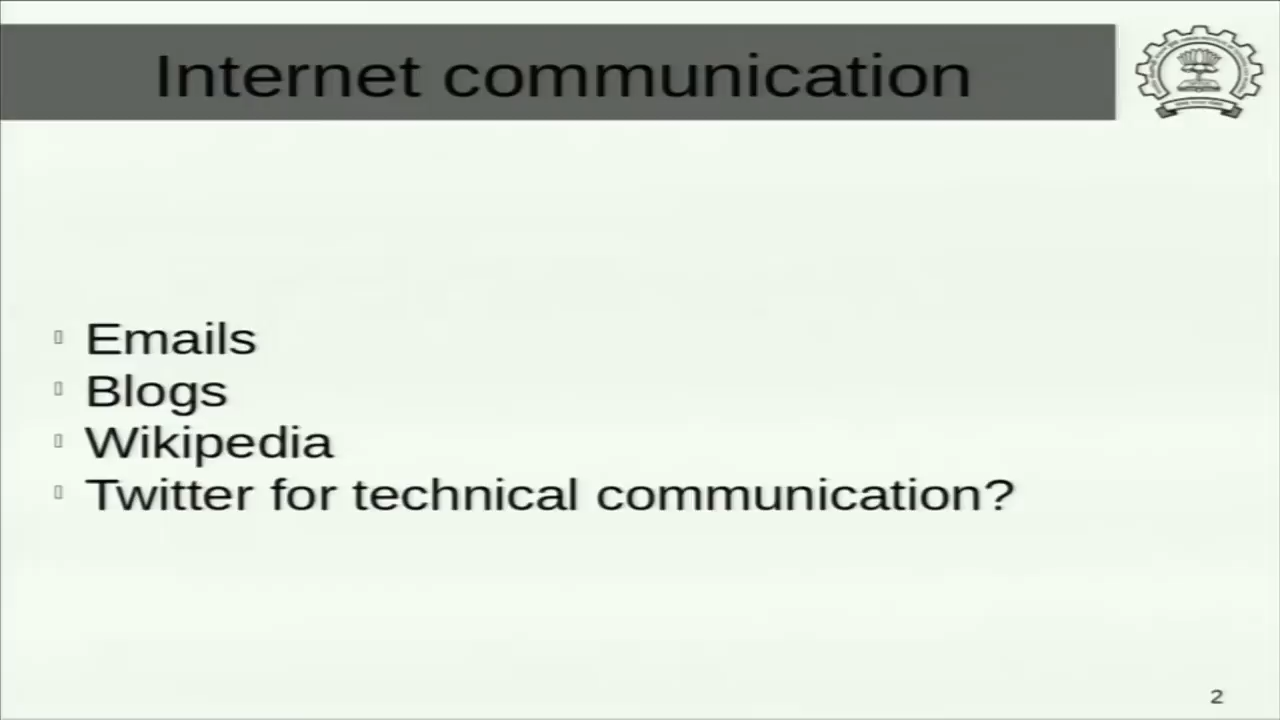 Internet communication
Emails
Blogs
Wikipedia
Twitter for technical communication?
2